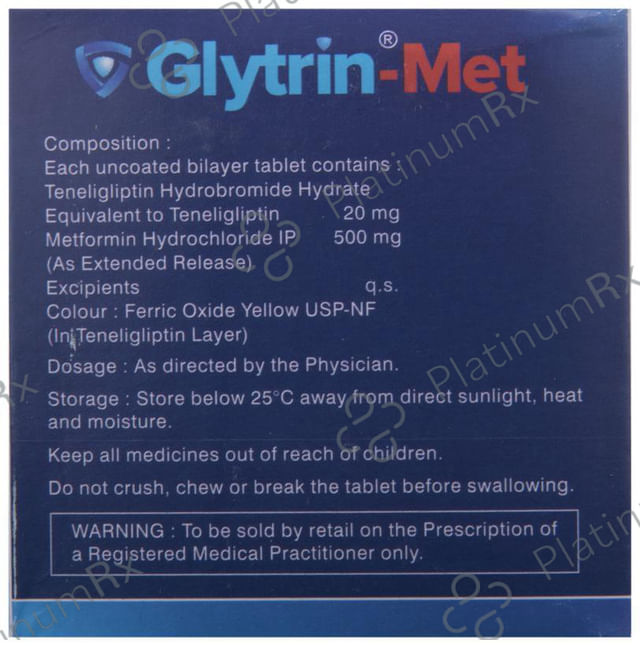 Glytrin®-Met
Composition :
Each uncoated bilayer tablet contains :
Teneligliptin Hydrobromide Hydrate
Equivalent to Teneligliptin 20 mg
Metformin Hydrochloride IP 500 mg
(As Extended Release)
Excipients q.s.
Colour : Ferric Oxide Yellow USP-NF
(In Teneligliptin Layer)
Dosage : As directed by the Physician.
Storage : Store below 25°C away from direct sunlight, heat
and moisture.
Keep all medicines out of reach of children.
Do not crush, chew or break the tablet before swallowing.
WARNING : To be sold by retail on the Prescription of
a Registered Medical Practitioner only.
PlatinumRx
PlatinumRx
PlatinumRx